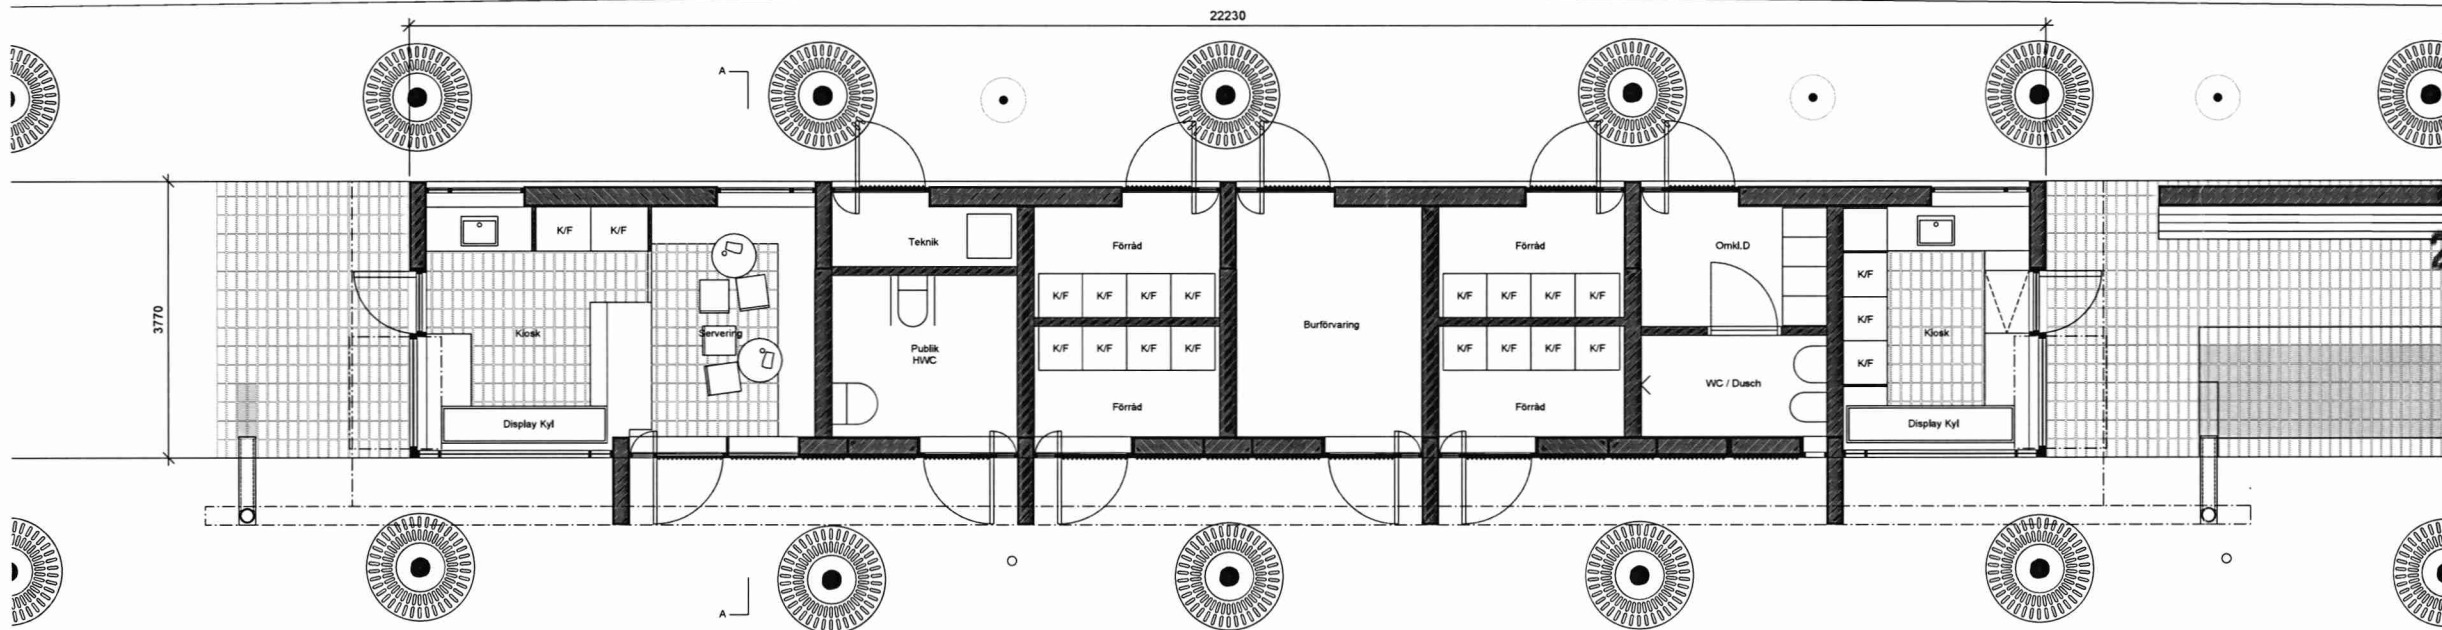 22230
A
3770
K/F K/F
Teknik
Förråd
Förråd
Omkl.D
K/F
K/F K/F K/F K/F
K/F K/F K/F K/F
K/F
Kiosk
Servering
Burförvaring
Kiosk
Publik
HWC
K/F K/F K/F K/F
K/F K/F K/F K/F
K/F
WC / Dusch
Förråd
Förråd
Display Kyl
Display Kyl
A